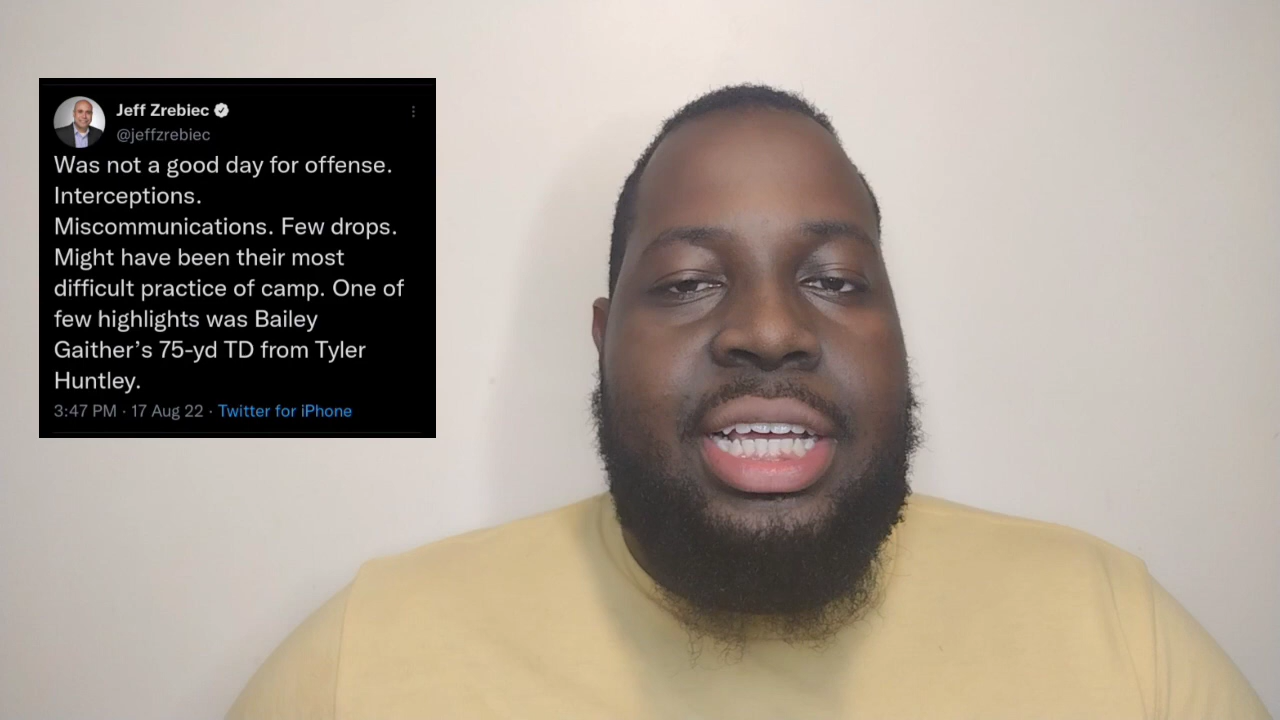 Jeff Zrebiec
@jeffzrebiec
Was not a good day for offense.
Interceptions.
Miscommunications. Few drops.
Might have been their most
difficult practice of camp. One of
few highlights was Bailey
Gaither’s 75-yd TD from Tyler
Huntley.
3:47 PM · 17 Aug 22 · Twitter for iPhone